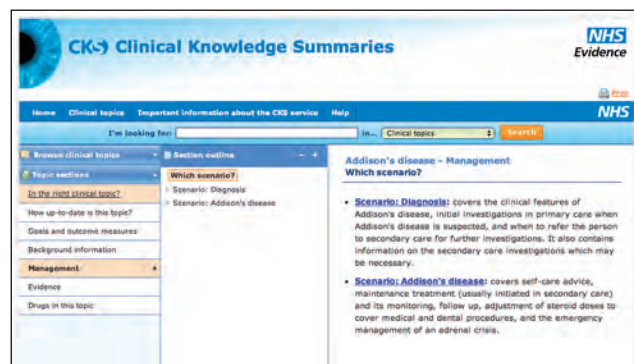 CKS Clinical Knowledge Summaries
NHS
Evidence
Print
Home Clinical topics Important information about the CKS service Help
NHS
I'm looking for: in... Clinical topics Search
Browse clinical topics
Topic sections
In the right clinical topic?
How up-to-date is this topic?
Goals and outcome measures
Background information
Management
Evidence
Drugs in this topic
Section outline - +
Which scenario?
Scenario: Diagnosis
Scenario: Addison's disease
Addison's disease - Management
Which scenario?
• Scenario: Diagnosis: covers the clinical features of
Addison's disease, initial investigations in primary care when
Addison's disease is suspected, and when to refer the person
to secondary care for further investigations. It also contains
information on the secondary care investigations which may
be necessary.
• Scenario: Addison's disease: covers self-care advice,
maintenance treatment (usually initiated in secondary care)
and its monitoring, follow up, adjustment of steroid doses to
cover medical and dental procedures, and the emergency
management of an adrenal crisis.